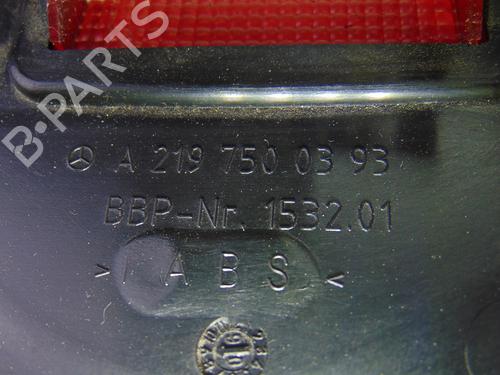 B-PARTS
A 219 750 03 93
BBP-Nr. 1532.01
> ABS <